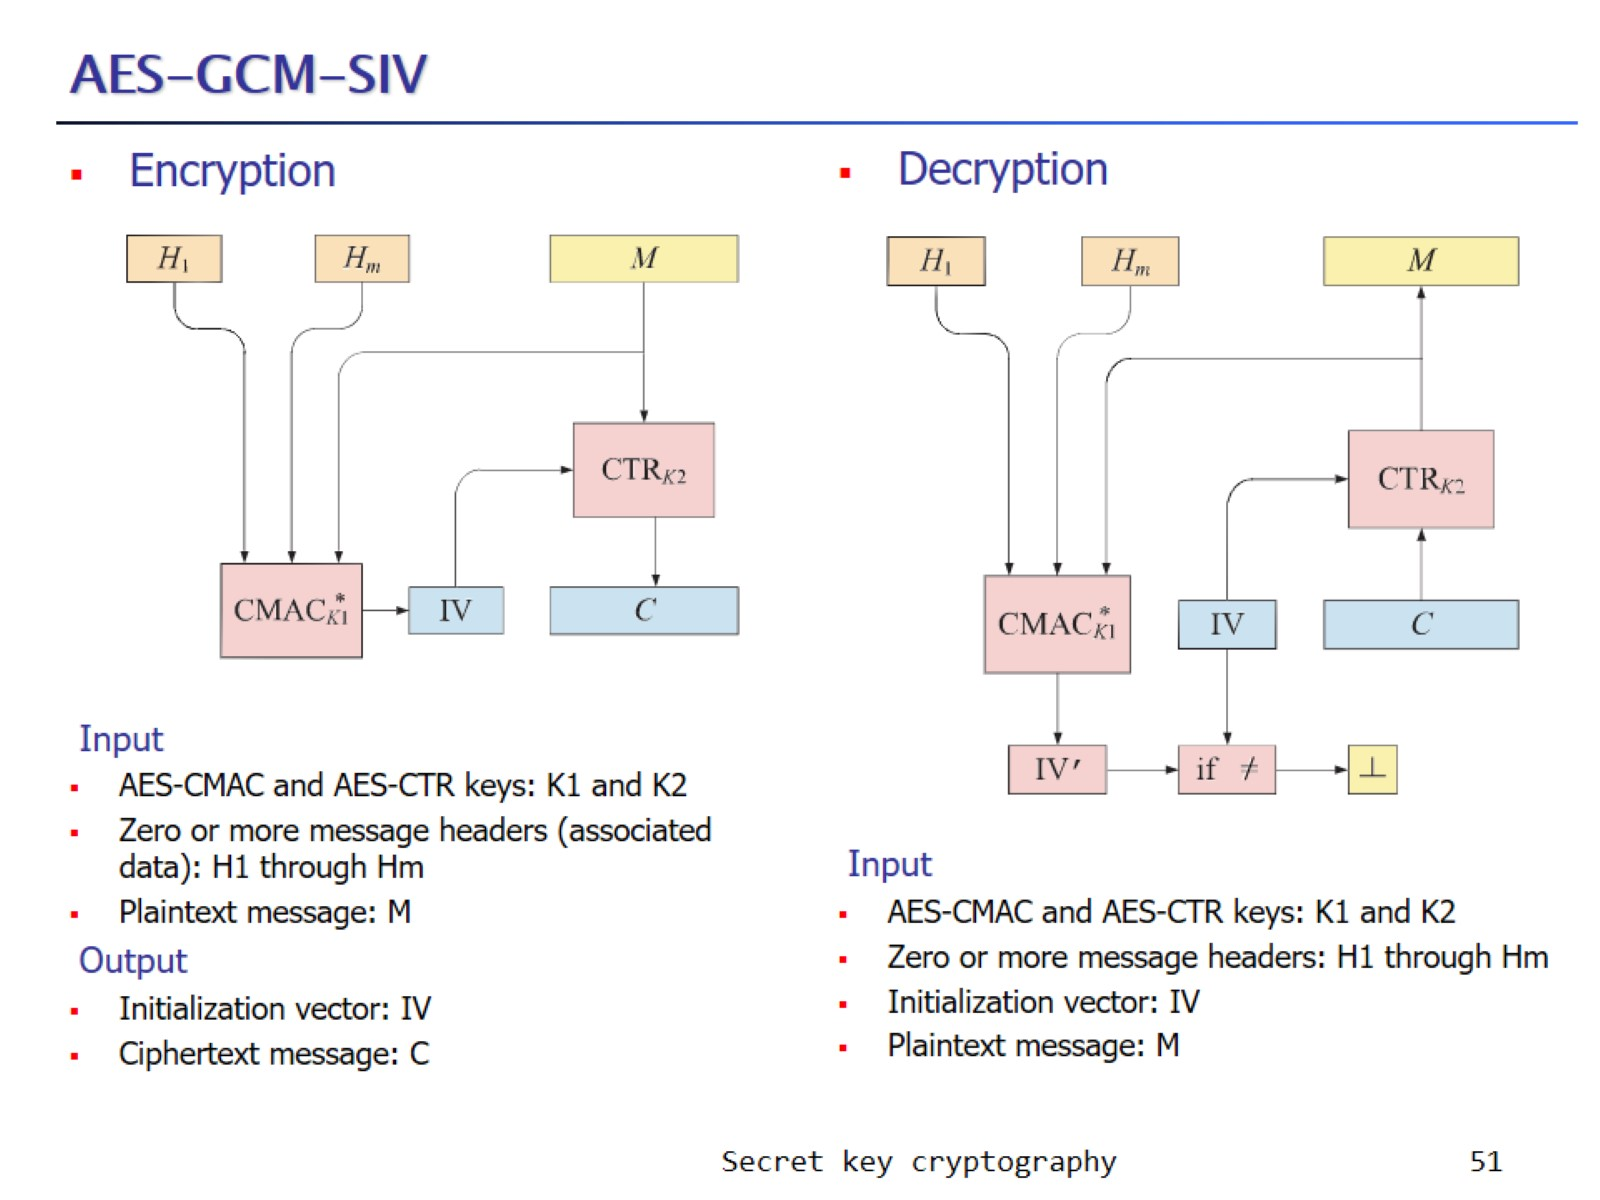 AES-GCM-SIV
▪ Encryption
H1
Hm
M
CTRK2
CMAC*K1
IV
C
Input
▪ AES-CMAC and AES-CTR keys: K1 and K2
▪ Zero or more message headers (associated
data): H1 through Hm
▪ Plaintext message: M
Output
▪ Initialization vector: IV
▪ Ciphertext message: C
▪ Decryption
H1
Hm
M
CTRK2
CMAC*K1
IV
C
IV′
if ≠
⊥
Input
▪ AES-CMAC and AES-CTR keys: K1 and K2
▪ Zero or more message headers: H1 through Hm
▪ Initialization vector: IV
▪ Plaintext message: M
Secret key cryptography
51